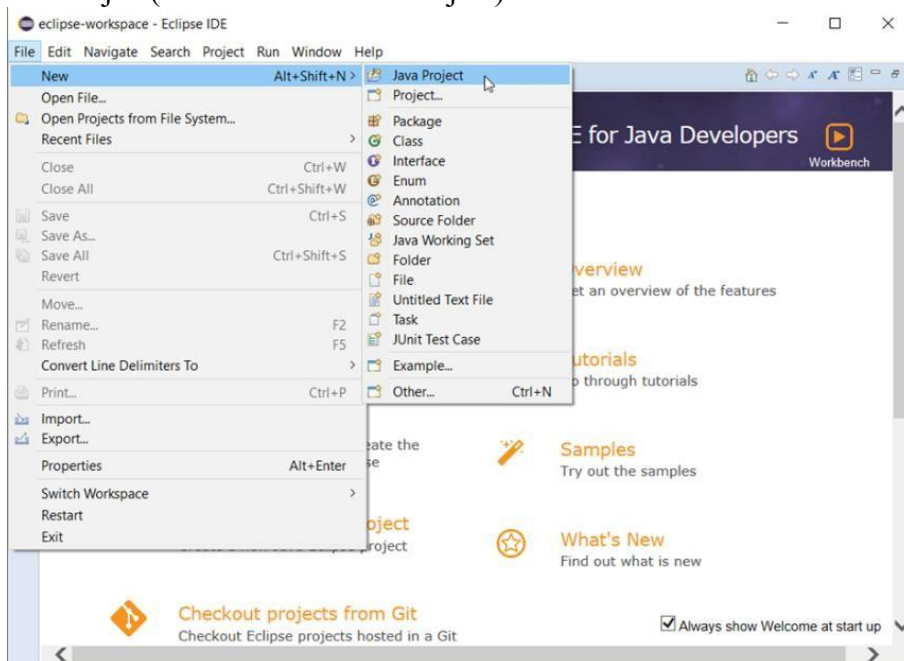 eclipse-workspace - Eclipse IDE
File Edit Navigate Search Project Run Window Help
New Alt+Shift+N >
Open File...
Open Projects from File System...
Recent Files >
Close Ctrl+W
Close All Ctrl+Shift+W
Save Ctrl+S
Save As...
Save All Ctrl+Shift+S
Revert
Move...
Rename... F2
Refresh F5
Convert Line Delimiters To >
Print... Ctrl+P
Import...
Export...
Properties Alt+Enter
Switch Workspace >
Restart
Exit
Java Project
Project...
Package
Class
Interface
Enum
Annotation
Source Folder
Java Working Set
Folder
File
Untitled Text File
Task
JUnit Test Case
Example...
Other... Ctrl+N
E for Java Developers
Workbench
verview
et an overview of the features
utorials
o through tutorials
eate the
se
Samples
Try out the samples
oject
project
What's New
Find out what is new
Checkout projects from Git
Checkout Eclipse projects hosted in a Git
Always show Welcome at start up